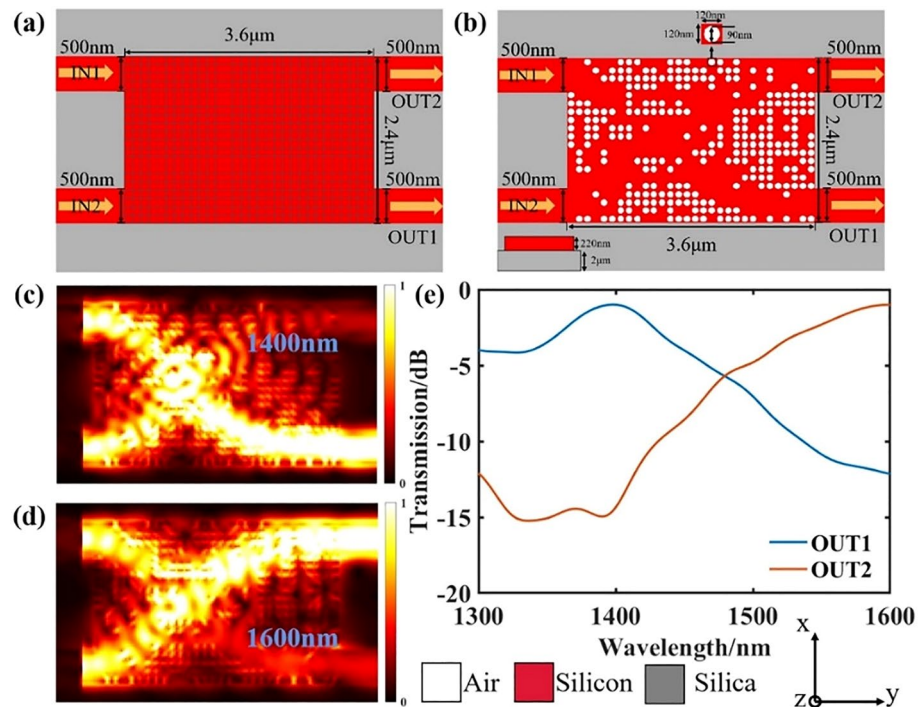 (a)
3.6μm
500nm
500nm
IN1
OUT2
2.4μm
500nm
500nm
IN2
OUT1
(b)
120nm
120nm
90nm
500nm
500nm
IN1
OUT2
2.4μm
500nm
500nm
IN2
OUT1
3.6μm
220nm
2μm
(c)
1400nm
1
0
(d)
1600nm
1
0
(e)
Transmission/dB
0
-5
-10
-15
-20
OUT1
OUT2
1300 1400 1500 1600
Wavelength/nm
Air Silicon Silica
x
z y